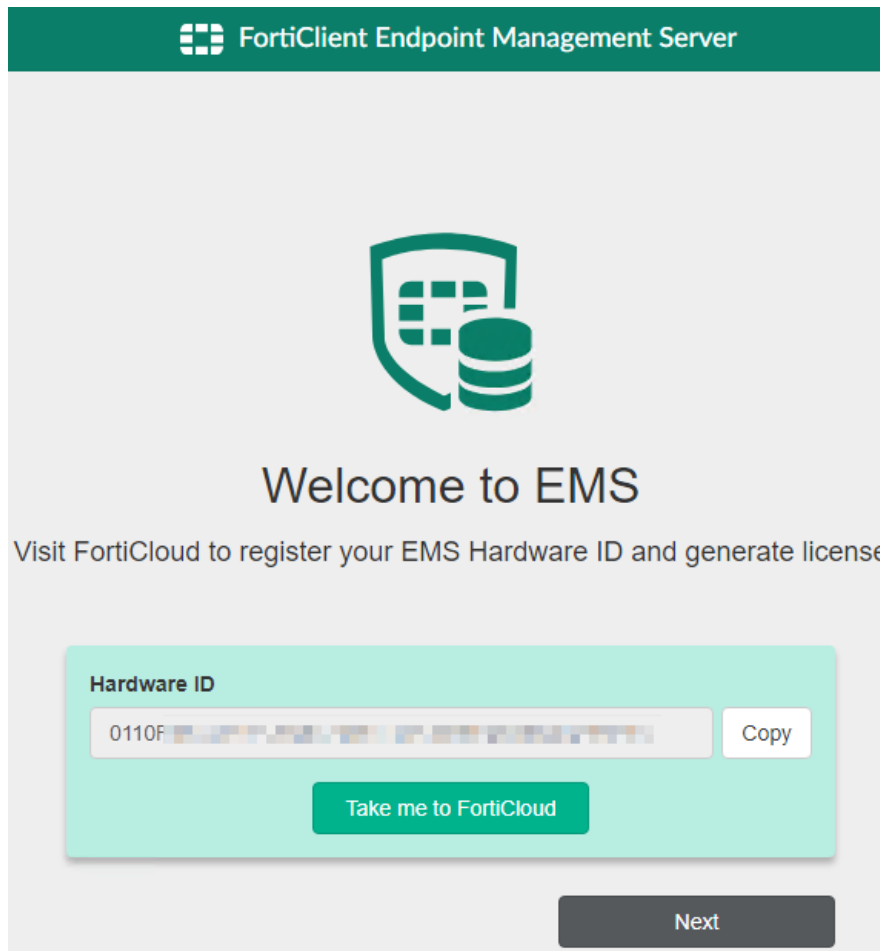 FortiClient Endpoint Management Server
Welcome to EMS
Visit FortiCloud to register your EMS Hardware ID and generate license
Hardware ID
0110
Copy
Take me to FortiCloud
Next